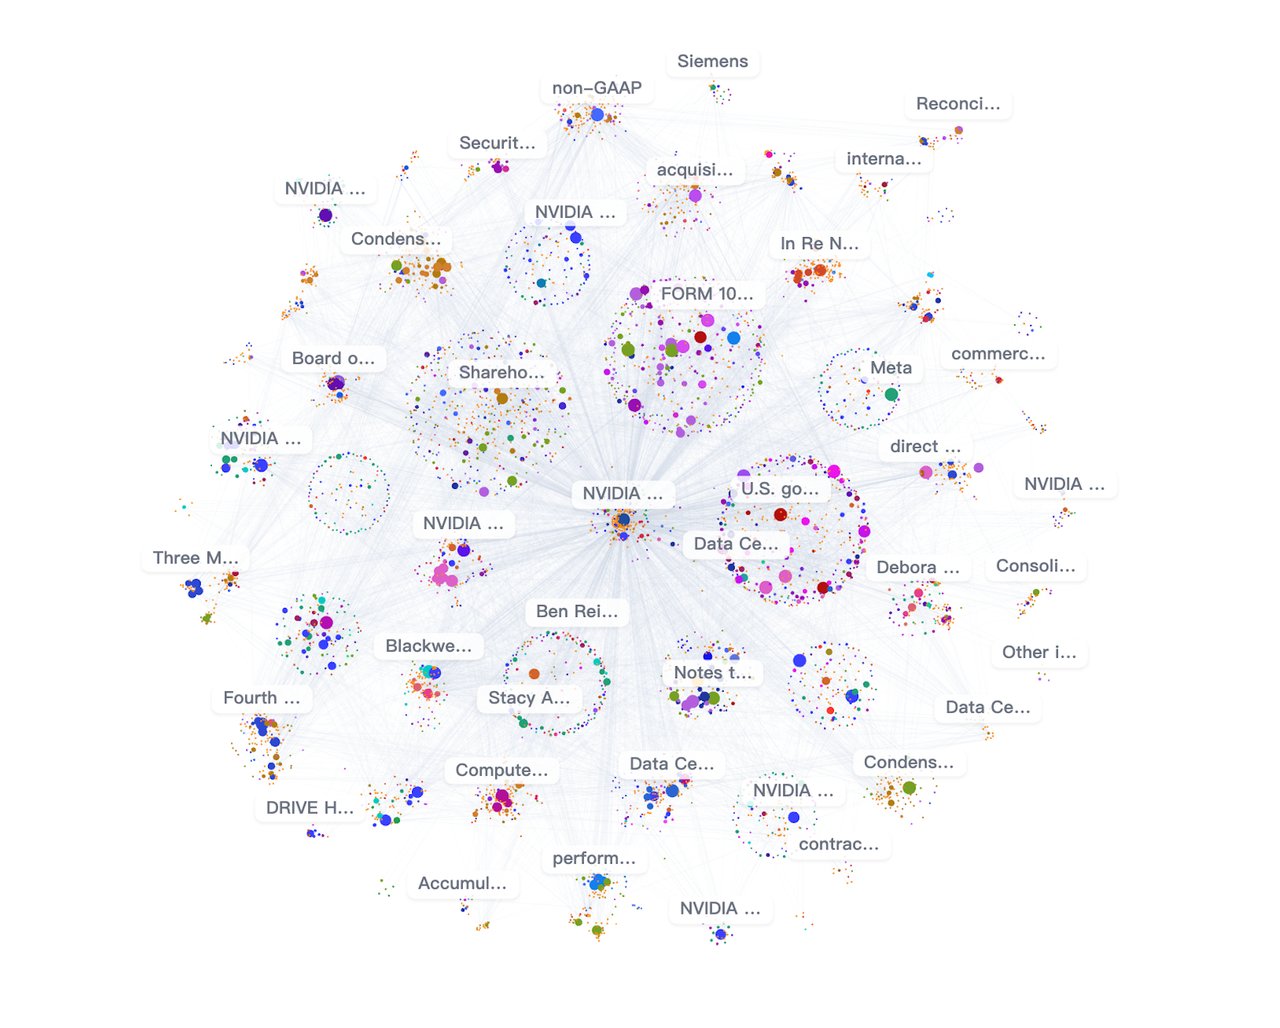 Siemens
non-GAAP
Reconci...
Securit...
interna...
acquisi...
NVIDIA ...
NVIDIA ...
Condens...
In Re N...
FORM 10...
Board o...
commerc...
Shareho...
Meta
NVIDIA ...
direct ...
NVIDIA ...
U.S. go...
NVIDIA ...
NVIDIA ...
Data Ce...
Three M...
Debora ...
Consoli...
Ben Rei...
Blackwe...
Other i...
Notes t...
Fourth ...
Stacy A...
Data Ce...
Compute...
Data Ce...
Condens...
NVIDIA ...
DRIVE H...
contrac...
perform...
Accumul...
NVIDIA ...